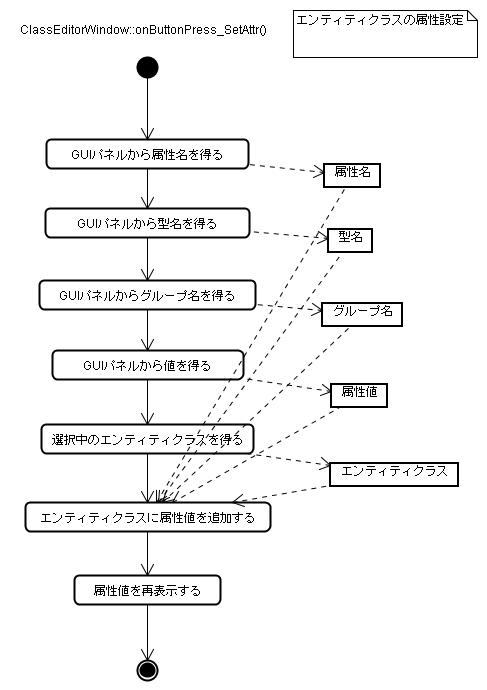 ClassEditorWindow::onButtonPress_SetAttr()
エンティティクラスの属性設定
GUIパネルから属性名を得る
属性名
GUIパネルから型名を得る
型名
GUIパネルからグループ名を得る
グループ名
GUIパネルから値を得る
属性値
選択中のエンティティクラスを得る
エンティティクラス
エンティティクラスに属性値を追加する
属性値を再表示する